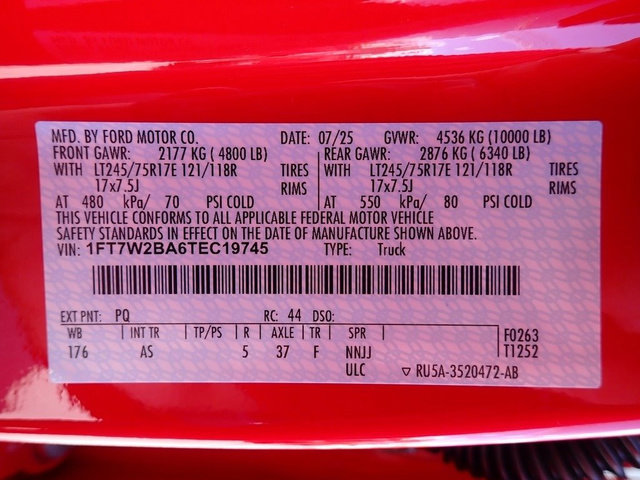 MFD. BY FORD MOTOR CO. DATE: 07/25 GVWR: 4536 KG (10000 LB)
FRONT GAWR: 2177 KG ( 4800 LB) REAR GAWR: 2876 KG ( 6340 LB)
WITH LT245/75R17E 121/118R TIRES WITH LT245/75R17E 121/118R TIRES
17x7.5J RIMS 17x7.5J RIMS
AT 480 kPa/ 70 PSI COLD AT 550 kPa/ 80 PSI COLD
THIS VEHICLE CONFORMS TO ALL APPLICABLE FEDERAL MOTOR VEHICLE
SAFETY STANDARDS IN EFFECT ON THE DATE OF MANUFACTURE SHOWN ABOVE.
VIN: 1FT7W2BA6TEC19745 TYPE: Truck
EXT PNT: PQ RC: 44 DSO:
WB INT TR TP/PS R AXLE TR SPR F0263
176 AS 5 37 F NNJJ T1252
ULC ▽ RU5A-3520472-AB